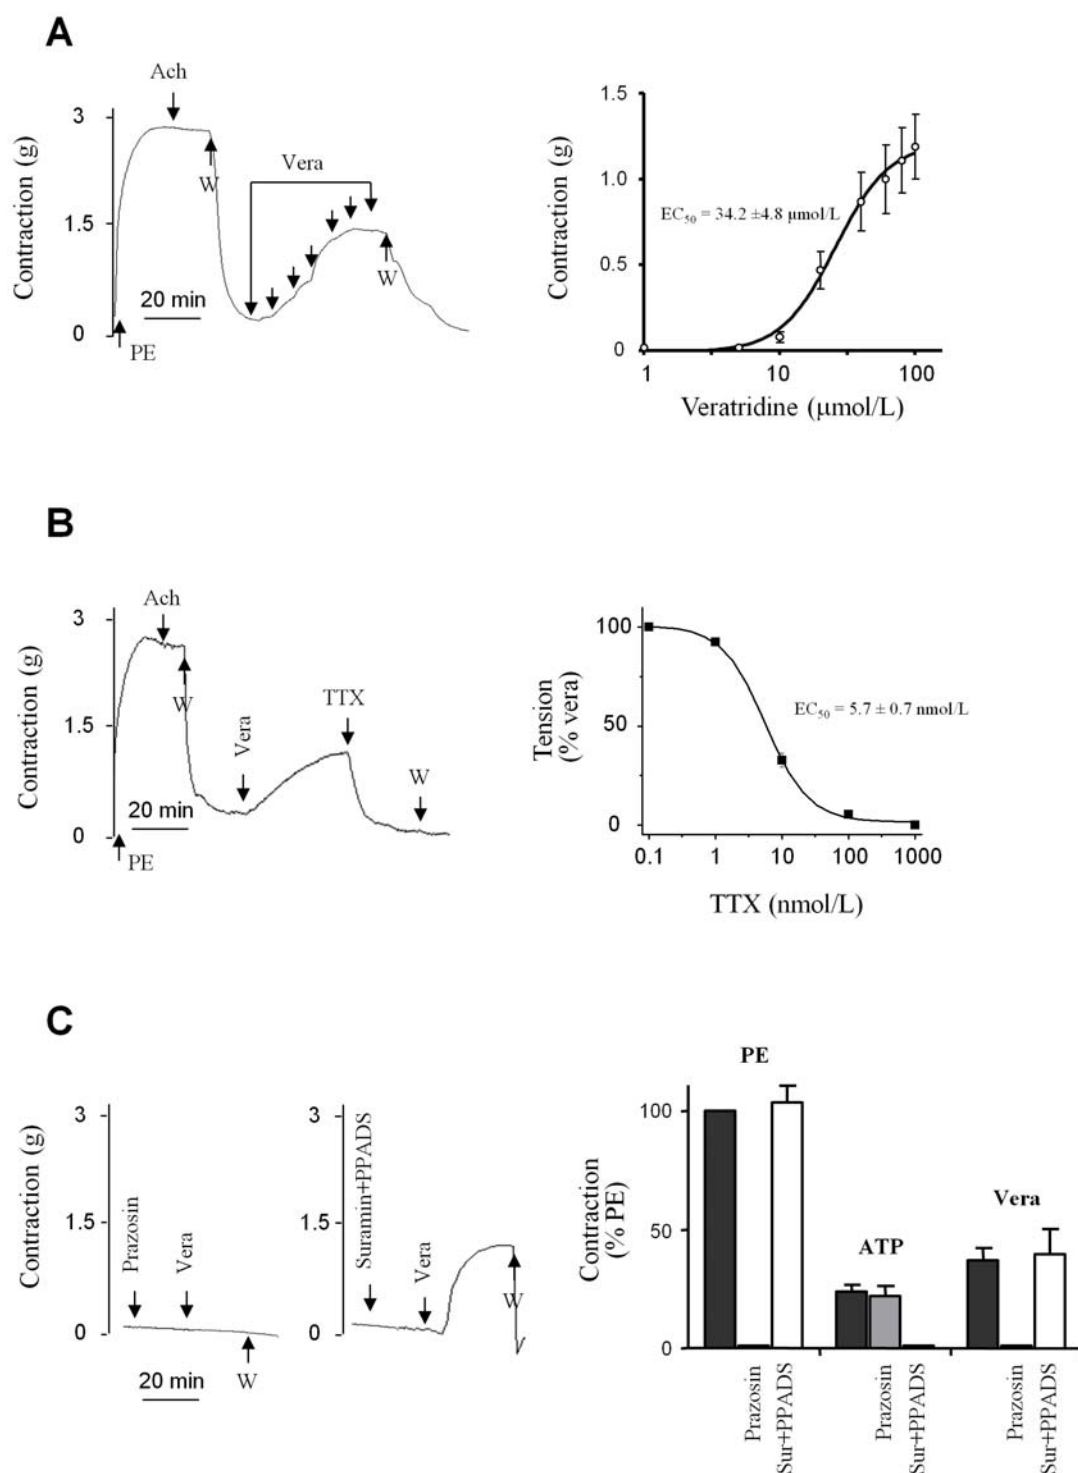 A
Ach
3
Contraction (g)
Vera
W
1.5
W
20 min
0
PE
1.5
Contraction (g)
1.0
EC50 = 34.2 ±4.8 µmol/L
0.5
0
1
10
100
Veratridine (µmol/L)
B
Ach
3
Contraction (g)
W
TTX
1.5
Vera
W
20 min
0
PE
100
Tension
(% vera)
EC50 = 5.7 ± 0.7 nmol/L
50
0
0.1
1
10
100
1000
TTX (nmol/L)
C
3
Contraction (g)
1.5
Prazosin
Vera
0
20 min
W
3
Suramin+PPADS
1.5
Vera
W
0
PE
100
Contraction
(% PE)
Vera
50
ATP
0
Prazosin
Sur+PPADS
Prazosin
Sur+PPADS
Prazosin
Sur+PPADS